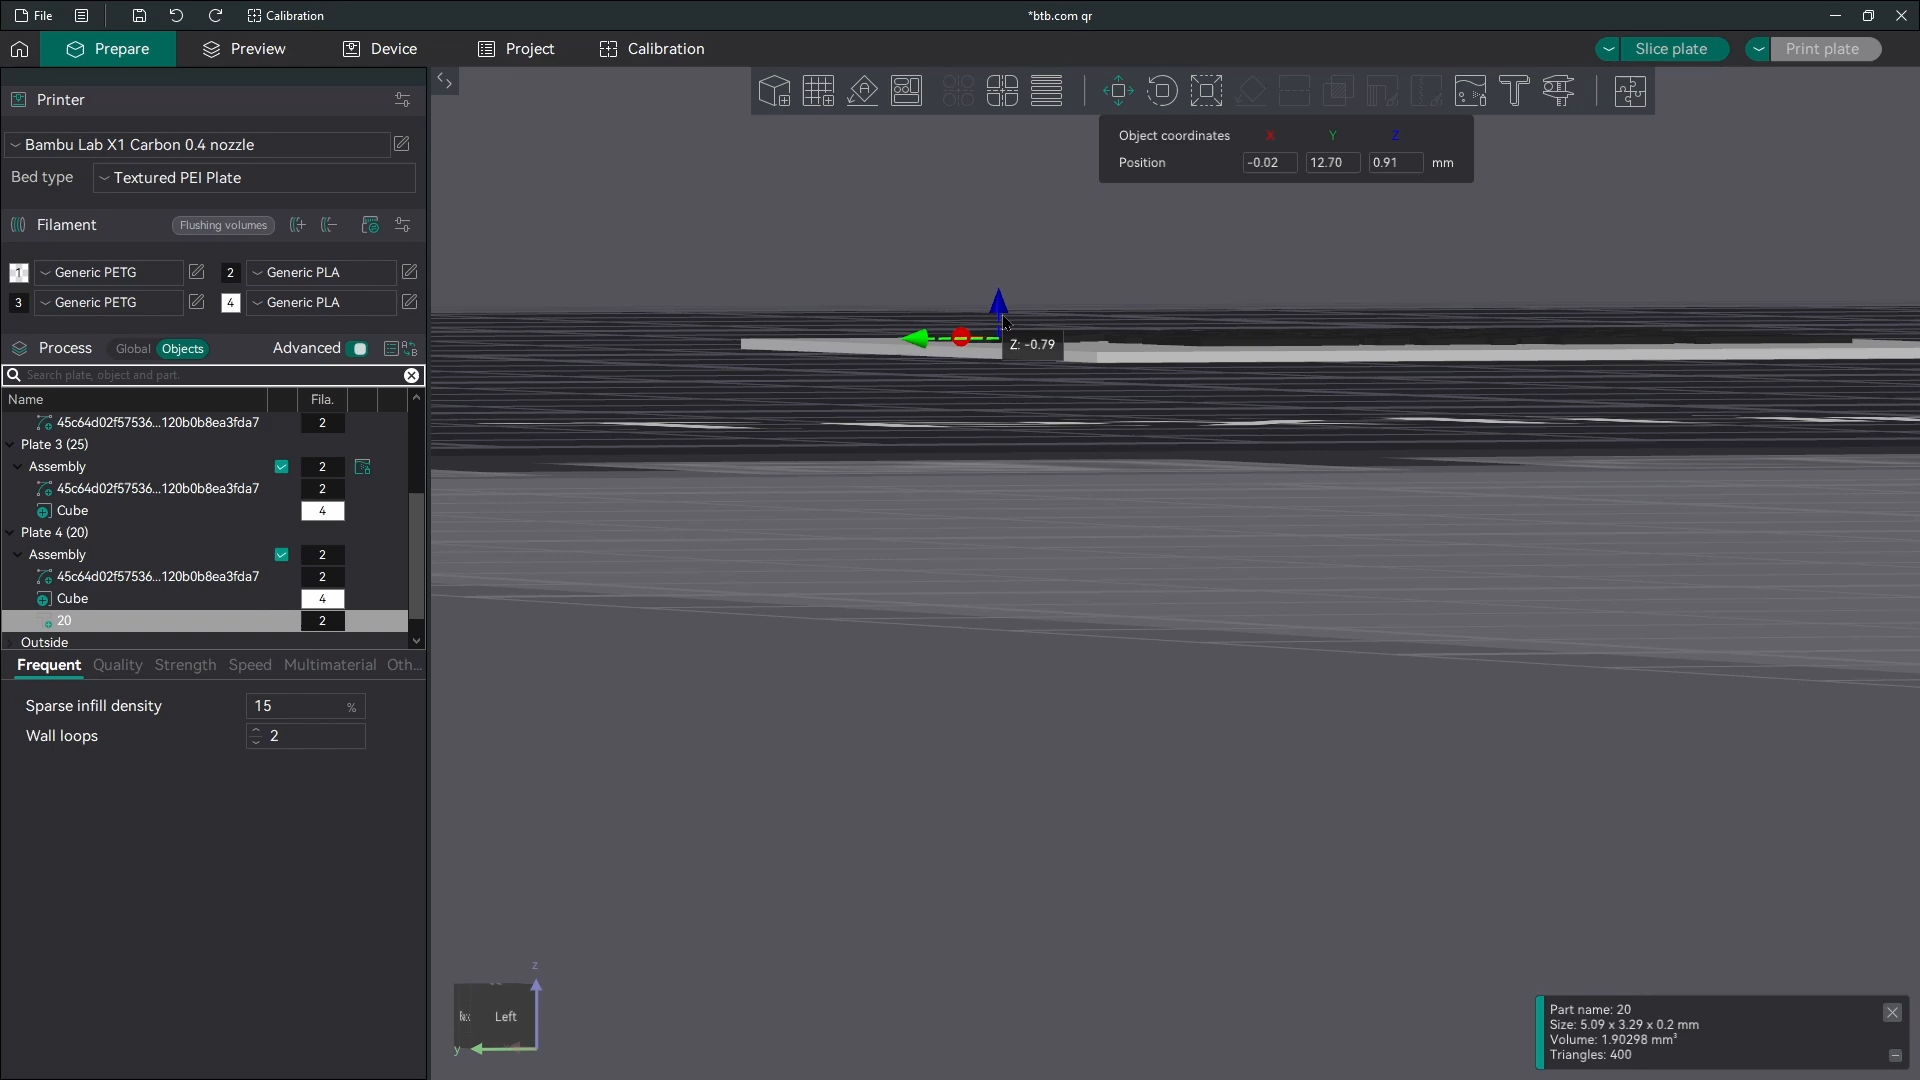 File
Calibration
*btb.com qr
Prepare
Preview
Device
Project
Calibration
Slice plate
Print plate
Printer
Bambu Lab X1 Carbon 0.4 nozzle
Bed type
Textured PEI Plate
Filament
Flushing volumes
1
Generic PETG
2
Generic PLA
3
Generic PETG
4
Generic PLA
Process
Global
Objects
Advanced
Search plate, object and part.
Name
Fila.
45c64d02f57536...120b0b8ea3fda7
2
Plate 3 (25)
Assembly
2
45c64d02f57536...120b0b8ea3fda7
2
Cube
4
Plate 4 (20)
Assembly
2
45c64d02f57536...120b0b8ea3fda7
2
Cube
4
20
2
Outside
Frequent
Quality
Strength
Speed
Multimaterial
Oth...
Sparse infill density
15
%
Wall loops
2
Object coordinates
X
Y
Z
Position
-0.02
12.70
0.91
mm
Z: -0.79
z
Left
y
Part name: 20
Size: 5.09 x 3.29 x 0.2 mm
Volume: 1.90298 mm³
Triangles: 400